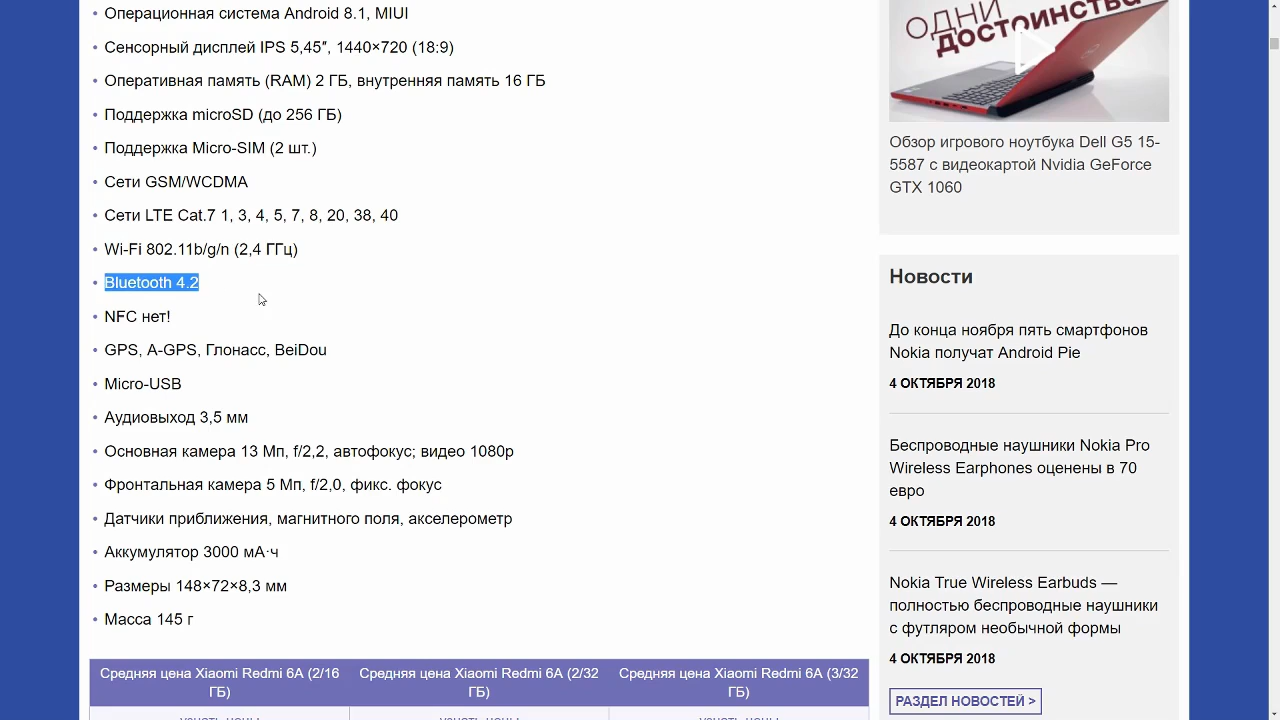 Операционная система Android 8.1, MIUI
Сенсорный дисплей IPS 5,45″, 1440×720 (18:9)
Оперативная память (RAM) 2 ГБ, внутренняя память 16 ГБ
Поддержка microSD (до 256 ГБ)
Поддержка Micro-SIM (2 шт.)
Сети GSM/WCDMA
Сети LTE Cat.7 1, 3, 4, 5, 7, 8, 20, 38, 40
Wi-Fi 802.11b/g/n (2,4 ГГц)
Bluetooth 4.2
NFC нет!
GPS, A-GPS, Глонасс, BeiDou
Micro-USB
Аудиовыход 3,5 мм
Основная камера 13 Мп, f/2,2, автофокус; видео 1080p
Фронтальная камера 5 Мп, f/2,0, фикс. фокус
Датчики приближения, магнитного поля, акселерометр
Аккумулятор 3000 мА·ч
Размеры 148×72×8,3 мм
Масса 145 г
Средняя цена Xiaomi Redmi 6A (2/16
ГБ)
Средняя цена Xiaomi Redmi 6A (2/32
ГБ)
Средняя цена Xiaomi Redmi 6A (3/32
ГБ)
ОДНИ
ДОСТОИНСТВА
Обзор игрового ноутбука Dell G5 15-
5587 с видеокартой Nvidia GeForce
GTX 1060
Новости
До конца ноября пять смартфонов
Nokia получат Android Pie
4 ОКТЯБРЯ 2018
Беспроводные наушники Nokia Pro
Wireless Earphones оценены в 70
евро
4 ОКТЯБРЯ 2018
Nokia True Wireless Earbuds —
полностью беспроводные наушники
с футляром необычной формы
4 ОКТЯБРЯ 2018
РАЗДЕЛ НОВОСТЕЙ >